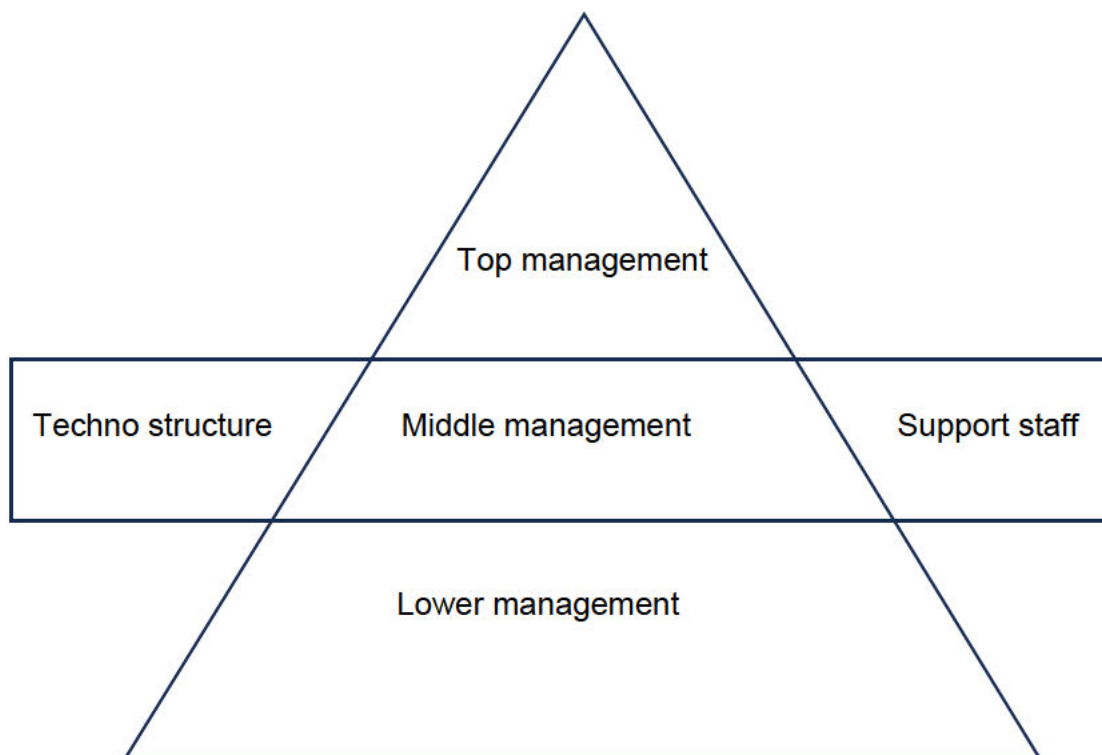 Top management
Techno structure
Middle management
Support staff
Lower management